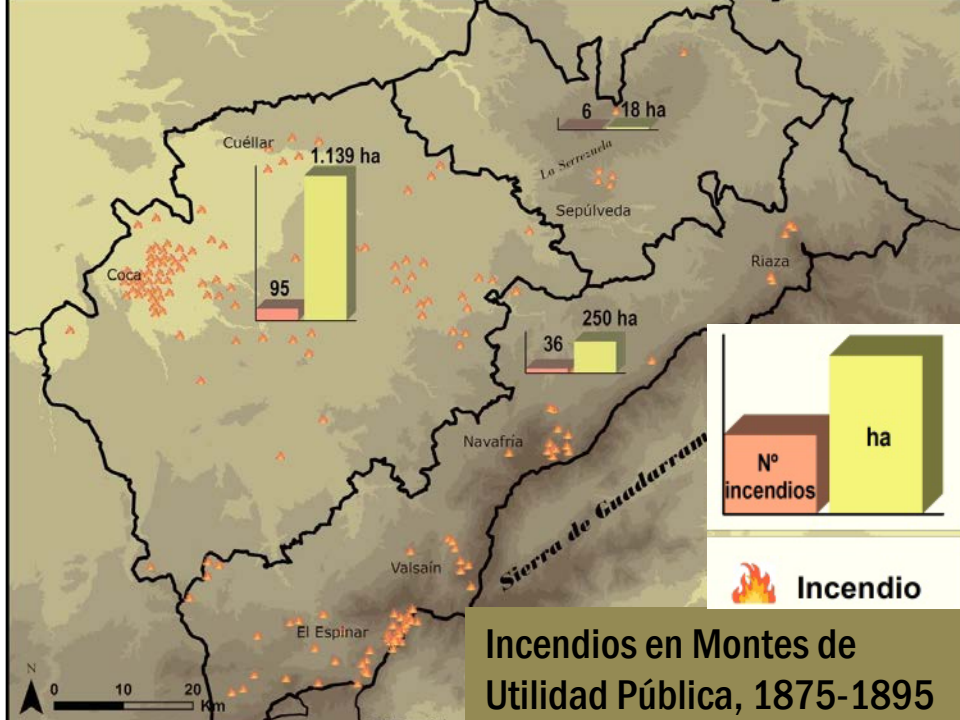 6 18 ha
Cuéllar
1.139 ha
La Serrezuela
Sepúlveda
Riaza
Coca
95
250 ha
36
ha
Nº
incendios
Navafría
Sierra de Guadarram
Valsaín
Incendio
El Espinar
Incendios en Montes de
Utilidad Pública, 1875-1895
N
0 10 20
Km